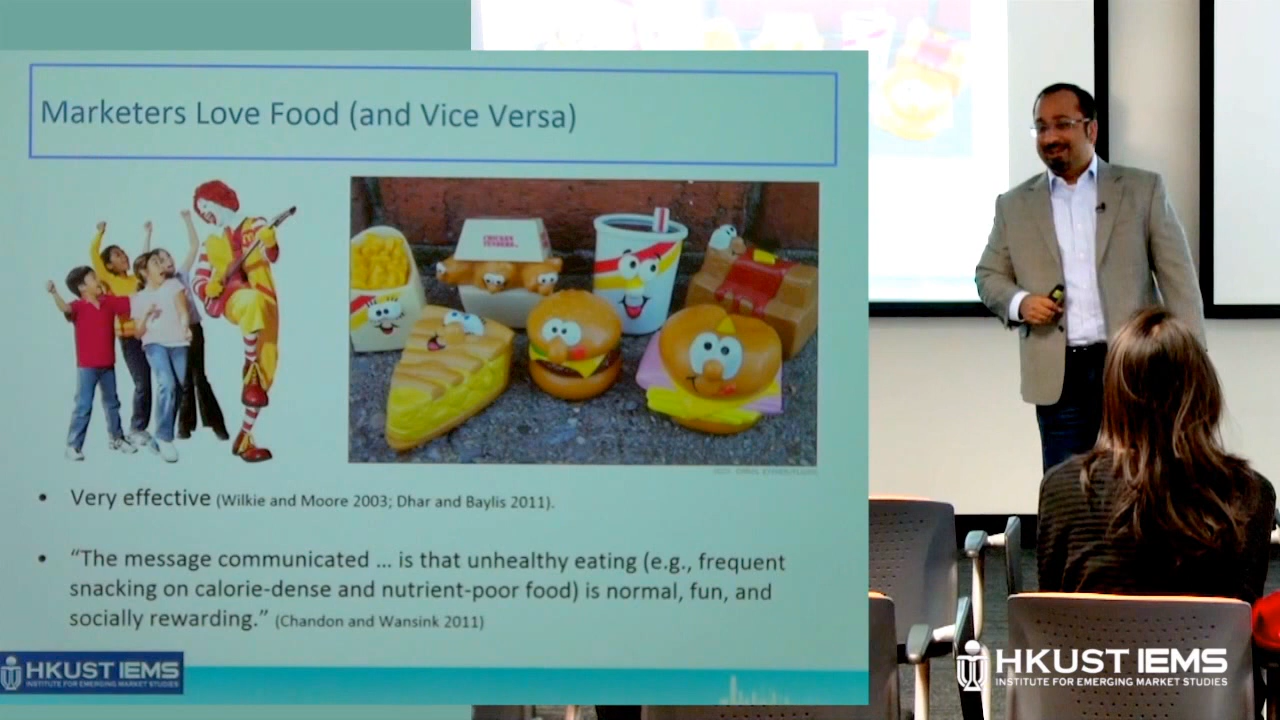 Marketers Love Food (and Vice Versa)
CHICKEN
TENDERS
• Very effective (Wilkie and Moore 2003; Dhar and Baylis 2011).
• “The message communicated ... is that unhealthy eating (e.g., frequent
snacking on calorie-dense and nutrient-poor food) is normal, fun, and
socially rewarding.” (Chandon and Wansink 2011)
HKUST IEMS
INSTITUTE FOR EMERGING MARKET STUDIES
HKUST IEMS
INSTITUTE FOR EMERGING MARKET STUDIES